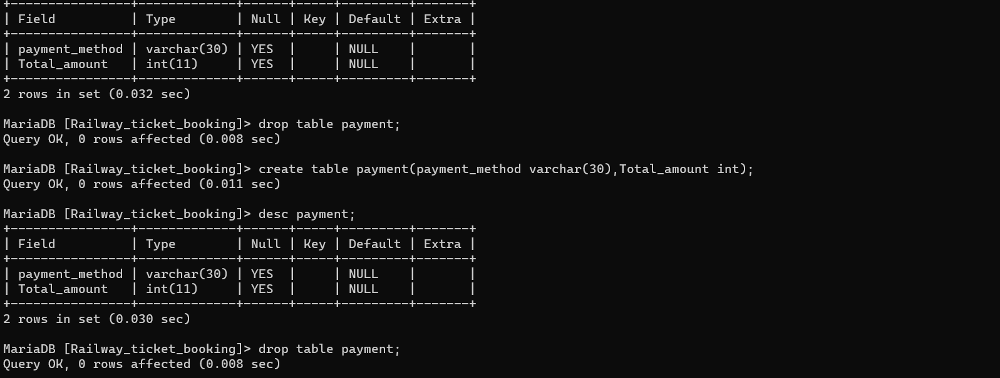 +----------------+-------------+------+-----+---------+-------+
| Field          | Type        | Null | Key | Default | Extra |
+----------------+-------------+------+-----+---------+-------+
| payment_method | varchar(30) | YES  |     | NULL    |       |
| Total_amount   | int(11)     | YES  |     | NULL    |       |
+----------------+-------------+------+-----+---------+-------+
2 rows in set (0.032 sec)

MariaDB [Railway_ticket_booking]> drop table payment;
Query OK, 0 rows affected (0.008 sec)

MariaDB [Railway_ticket_booking]> create table payment(payment_method varchar(30),Total_amount int);
Query OK, 0 rows affected (0.011 sec)

MariaDB [Railway_ticket_booking]> desc payment;
+----------------+-------------+------+-----+---------+-------+
| Field          | Type        | Null | Key | Default | Extra |
+----------------+-------------+------+-----+---------+-------+
| payment_method | varchar(30) | YES  |     | NULL    |       |
| Total_amount   | int(11)     | YES  |     | NULL    |       |
+----------------+-------------+------+-----+---------+-------+
2 rows in set (0.030 sec)

MariaDB [Railway_ticket_booking]> drop table payment;
Query OK, 0 rows affected (0.008 sec)